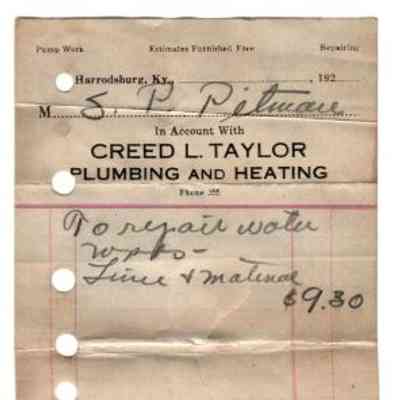 Pump Work Estimates Furnished Free Repairing
Harrodsburg, Ky., 192
M S. P. Pitman
In Account With
CREED L. TAYLOR
PLUMBING AND HEATING
Phone
To repair water
Time & material
$9.30